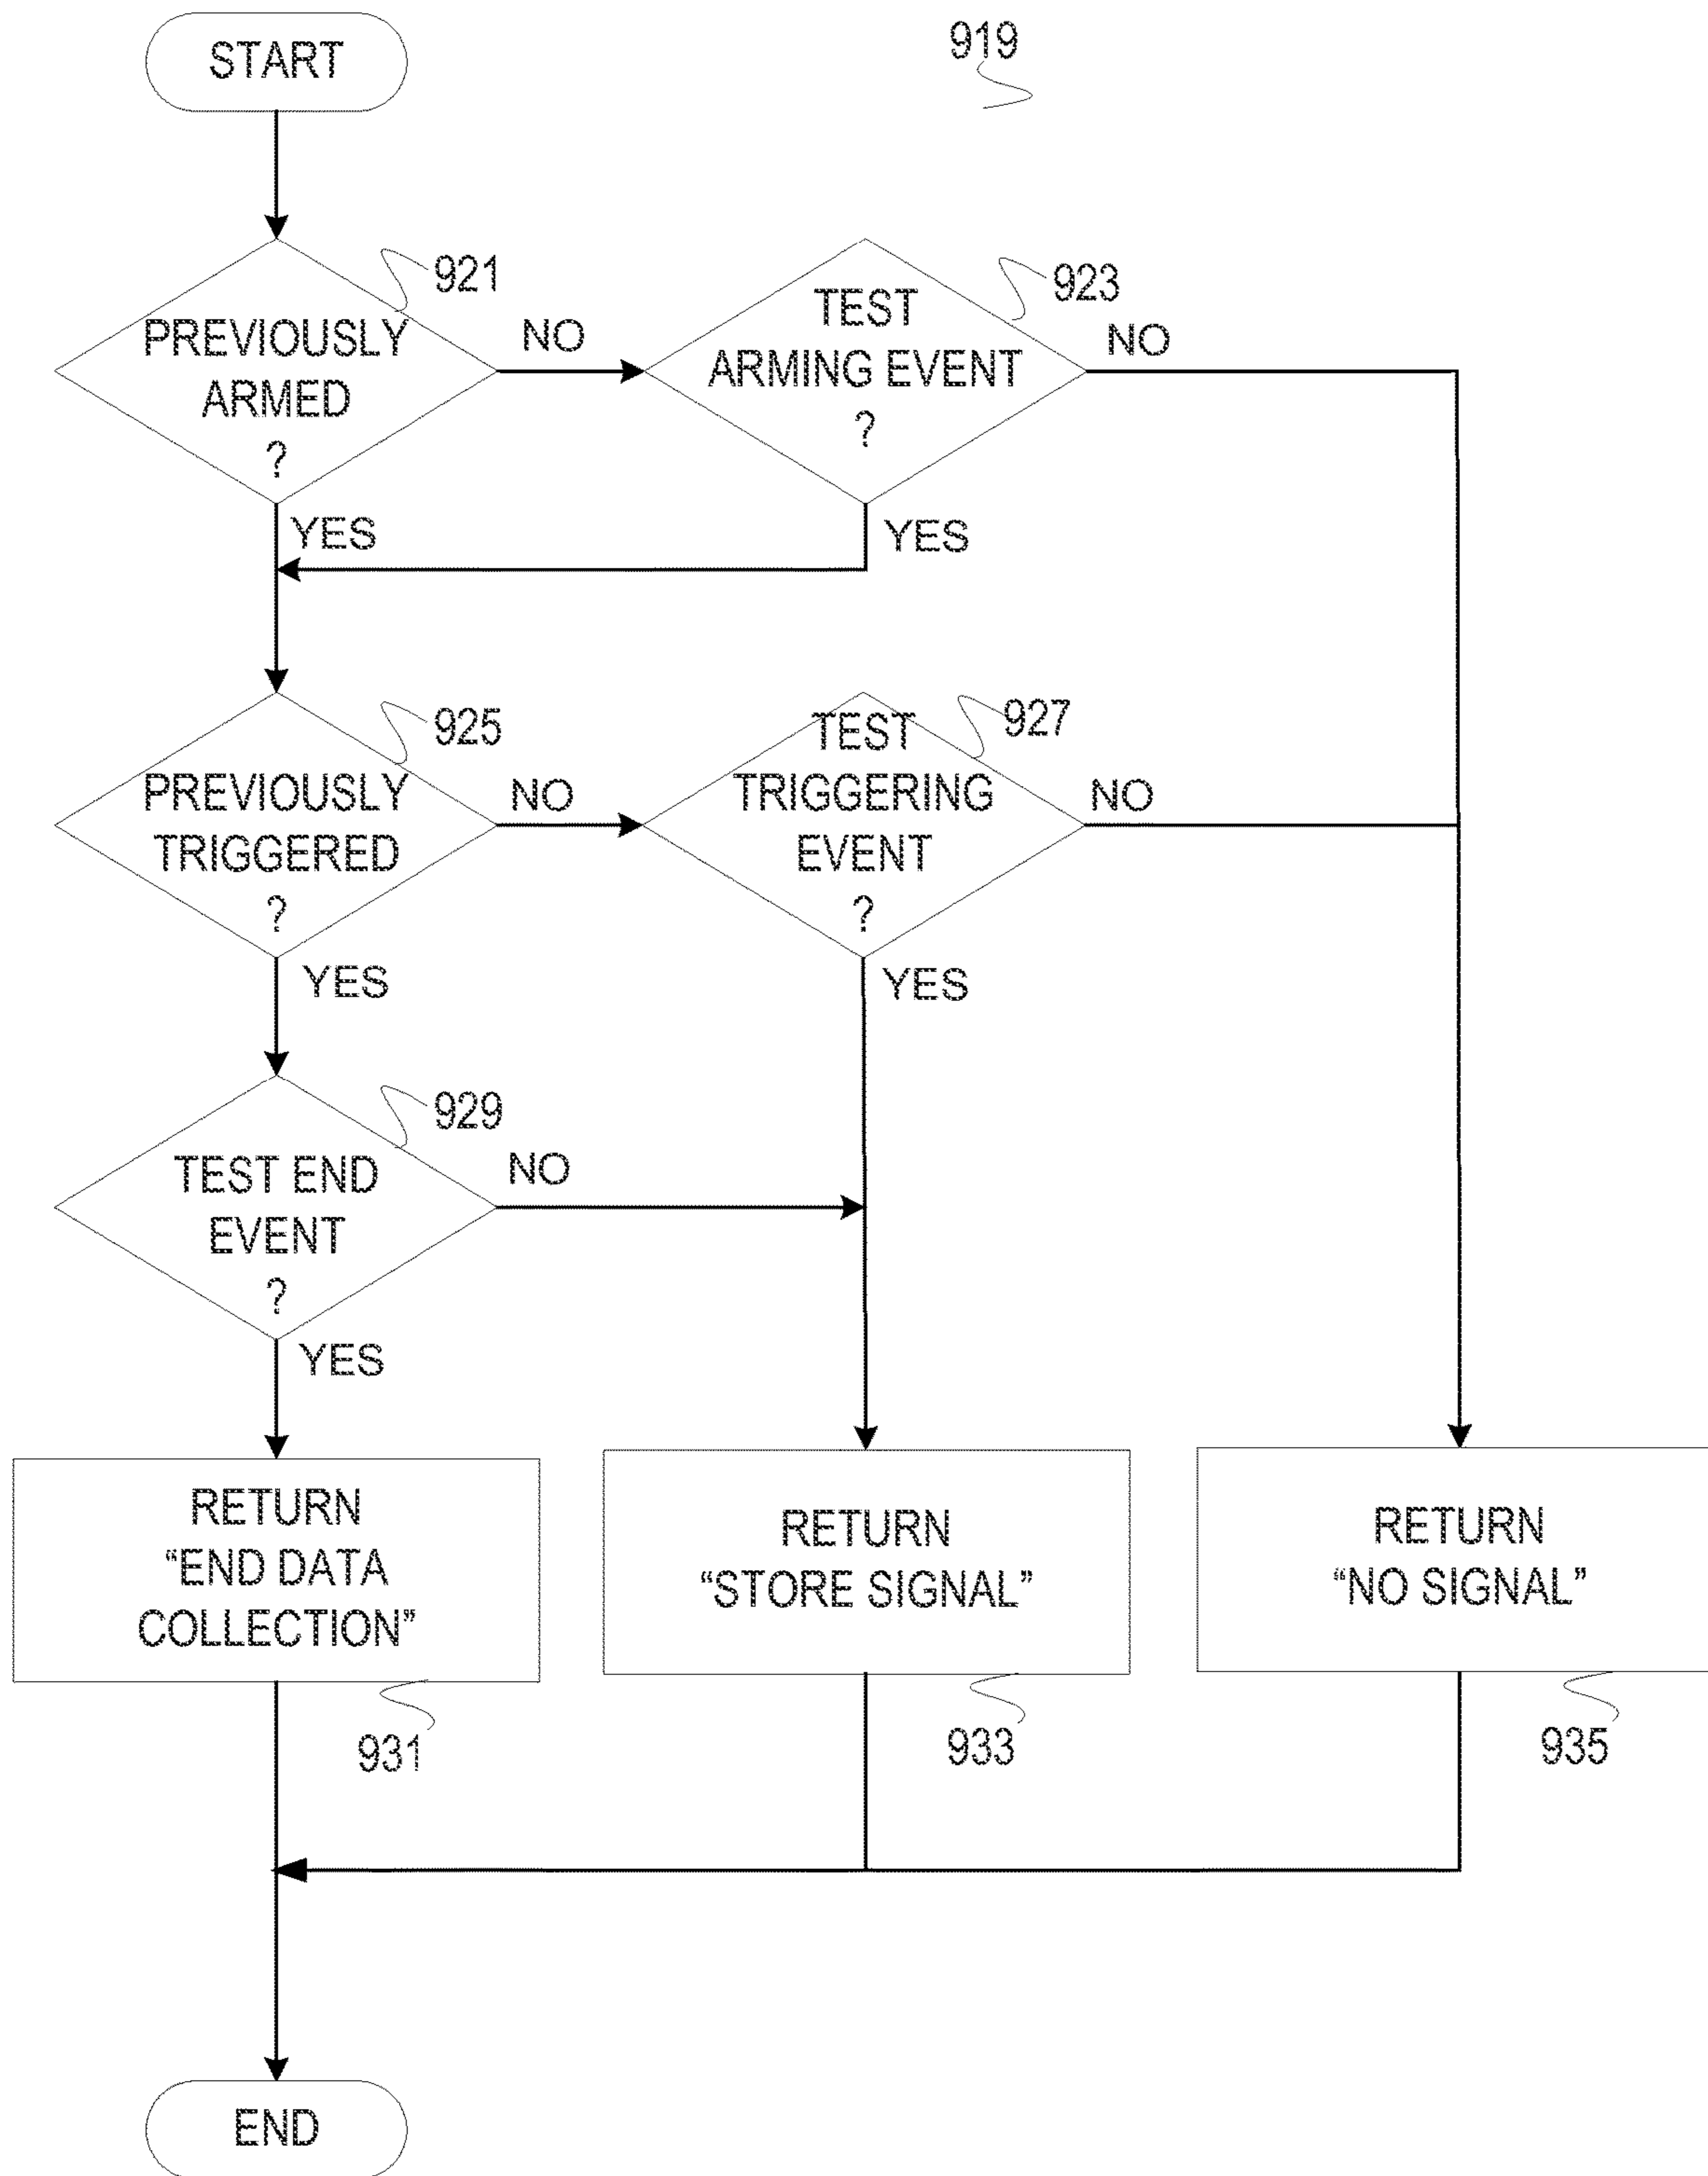 START
919
921
PREVIOUSLY
ARMED
?
NO
YES
923
TEST
ARMING EVENT
?
NO
YES
925
PREVIOUSLY
TRIGGERED
?
NO
YES
927
TEST
TRIGGERING
EVENT
?
NO
YES
929
TEST END
EVENT
?
NO
YES
RETURN
“END DATA
COLLECTION”
931
RETURN
“STORE SIGNAL”
933
RETURN
“NO SIGNAL”
935
END